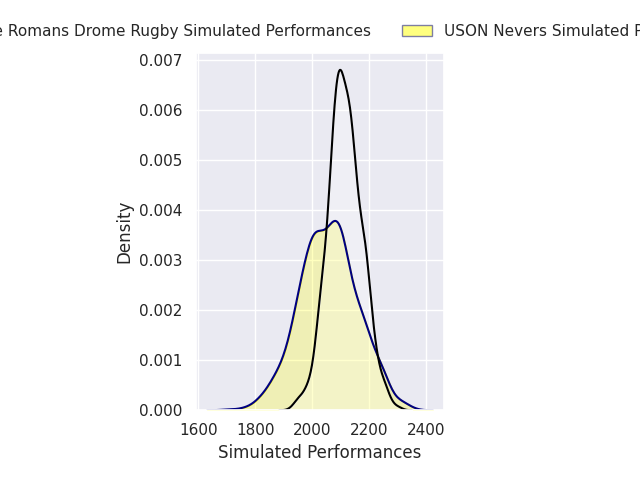 Romans Drome Rugby Simulated Performances
USON Nevers Simulated
0.007
0.006
0.005
0.004
0.003
0.002
0.001
0.000
Density
1600 1800 2000 2200 2400
Simulated Performances